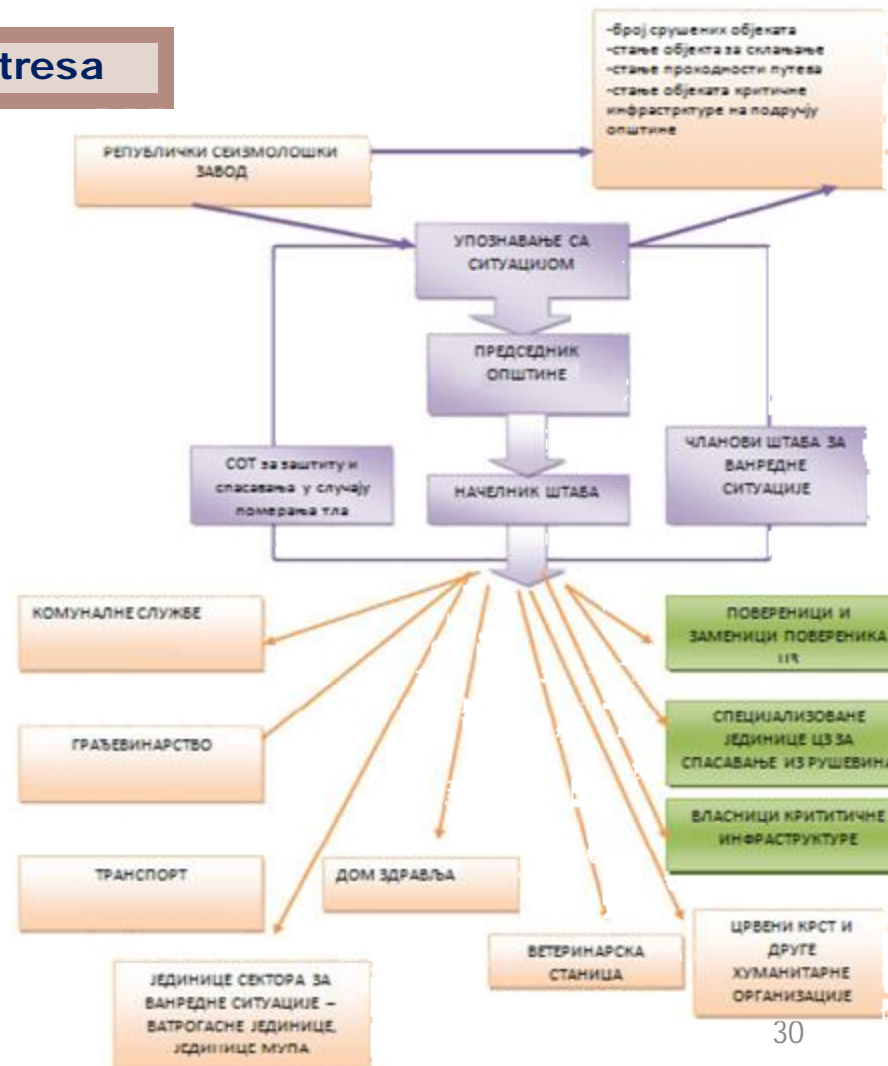 tresa
-број срушених објеката
-стање објекта за склањање
-стање проходности путева
-стање објеката критичне
инфрастрктуре на подручју
општине
РЕПУБЛИЧКИ СЕИЗМОЛОШКИ
ЗАВОД
УПОЗНАВАЊЕ СА
СИТУАЦИЈОМ
ПРЕДСЕДНИК
ОПШТИНЕ
СОТ за заштиту и
спасавања у случају
померања тла
НАЧЕЛНИК ШТАБА
ЧЛАНОВИ ШТАБА ЗА
ВАНРЕДНЕ
СИТУАЦИЈЕ
КОМУНАЛНЕ СЛУЖБЕ
ПОВЕРЕНИЦИ И
ЗАМЕНИЦИ ПОВЕРЕНИКА
ЦЗ
ГРАЂЕВИНАРСТВО
СПЕЦИЈАЛИЗОВАНЕ
ЈЕДИНИЦЕ ЦЗ ЗА
СПАСАВАЊЕ ИЗ РУШЕВИНА
ВЛАСНИЦИ КРИТИТИЧНЕ
ИНФРАСТРУКТУРЕ
ТРАНСПОРТ
ДОМ ЗДРАВЉА
ВЕТЕРИНАРСКА
СТАНИЦА
ЦРВЕНИ КРСТ И
ДРУГЕ
ХУМАНИТАРНЕ
ОРГАНИЗАЦИЈЕ
ЈЕДИНИЦЕ СЕКТОРА ЗА
ВАНРЕДНЕ СИТУАЦИЈЕ –
ВАТРОГАСНЕ ЈЕДИНИЦЕ,
ЈЕДИНИЦЕ МУПА
30